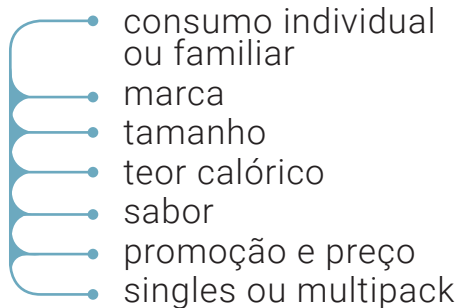 consumo individual
ou familiar
marca
tamanho
teor calórico
sabor
promoção e preço
singles ou multipack